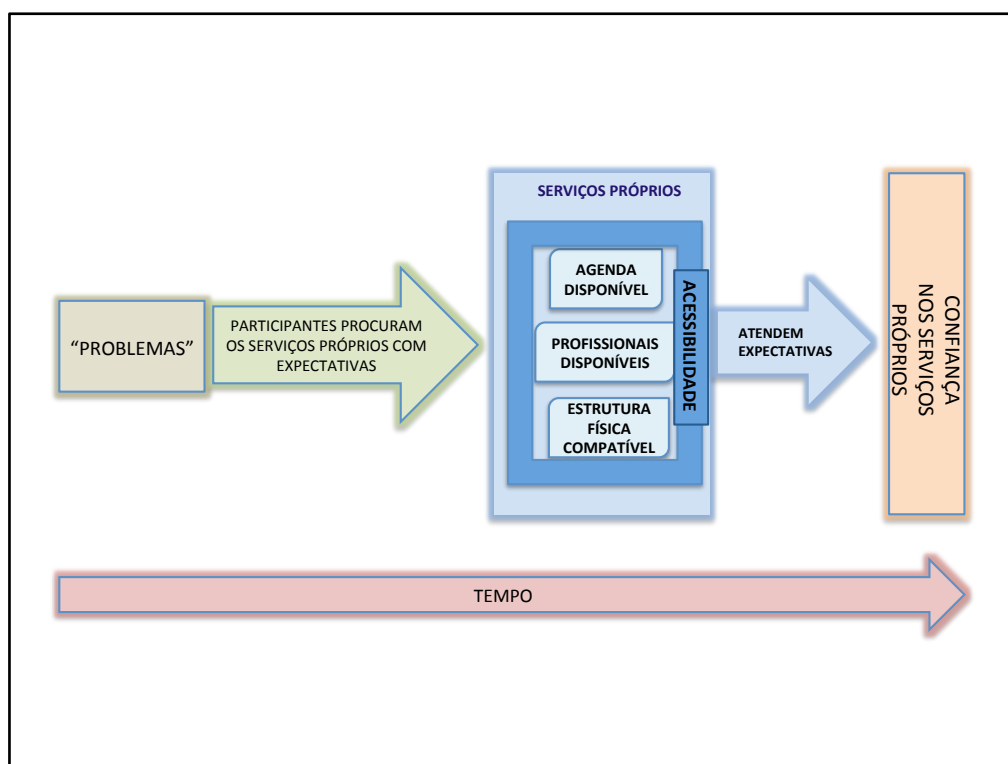 “PROBLEMAS”
PARTICIPANTES PROCURAM
OS SERVIÇOS PRÓPRIOS COM
EXPECTATIVAS
SERVIÇOS PRÓPRIOS
AGENDA
DISPONÍVEL
PROFISSIONAIS
DISPONÍVEIS
ESTRUTURA
FÍSICA
COMPATÍVEL
ACESSIBILIDADE
ATENDEM
EXPECTATIVAS
CONFIANÇA
NOS SERVIÇOS
PRÓPRIOS
TEMPO